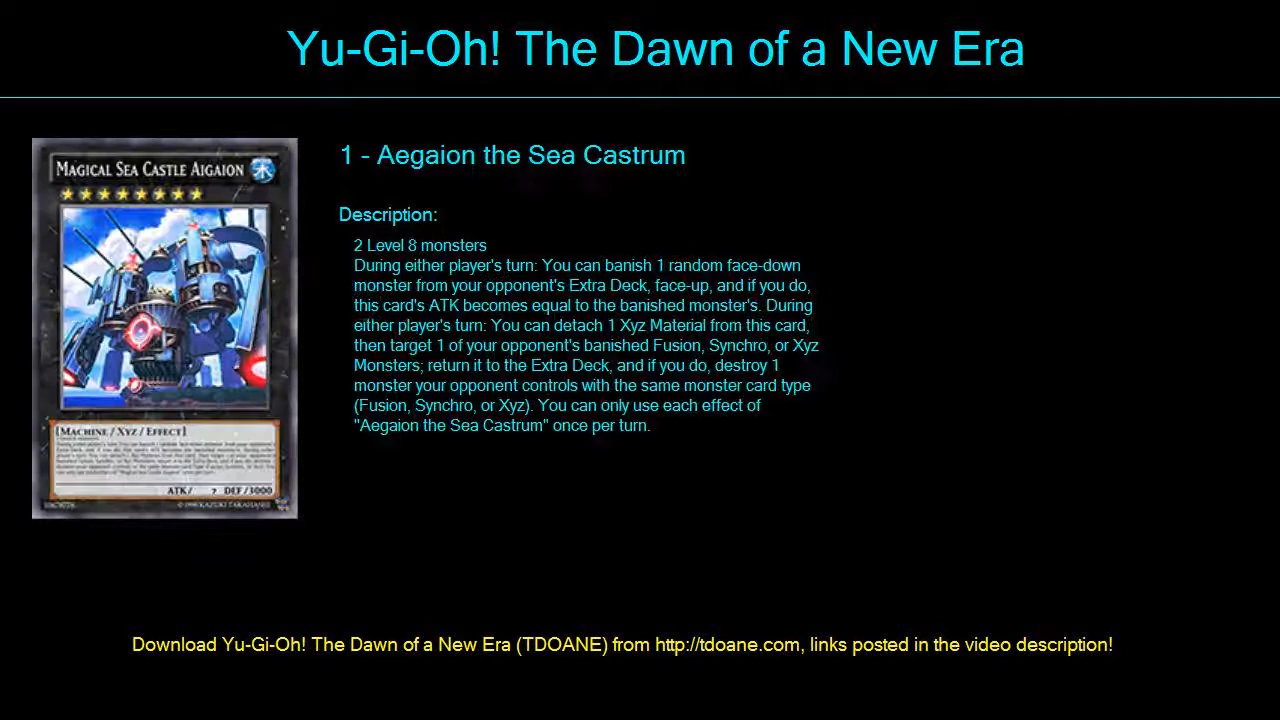 Yu-Gi-Oh! The Dawn of a New Era
MAGICAL SEA CASTLE AIGAION
水
[MACHINE / XYZ / EFFECT]
ATK/ ? DEF/3000
1 - Aegaion the Sea Castrum
Description:
2 Level 8 monsters
During either player's turn: You can banish 1 random face-down
monster from your opponent's Extra Deck, face-up, and if you do,
this card's ATK becomes equal to the banished monster's. During
either player's turn: You can detach 1 Xyz Material from this card,
then target 1 of your opponent's banished Fusion, Synchro, or Xyz
Monsters; return it to the Extra Deck, and if you do, destroy 1
monster your opponent controls with the same monster card type
(Fusion, Synchro, or Xyz). You can only use each effect of
"Aegaion the Sea Castrum" once per turn.
Download Yu-Gi-Oh! The Dawn of a New Era (TDOANE) from http://tdoane.com, links posted in the video description!